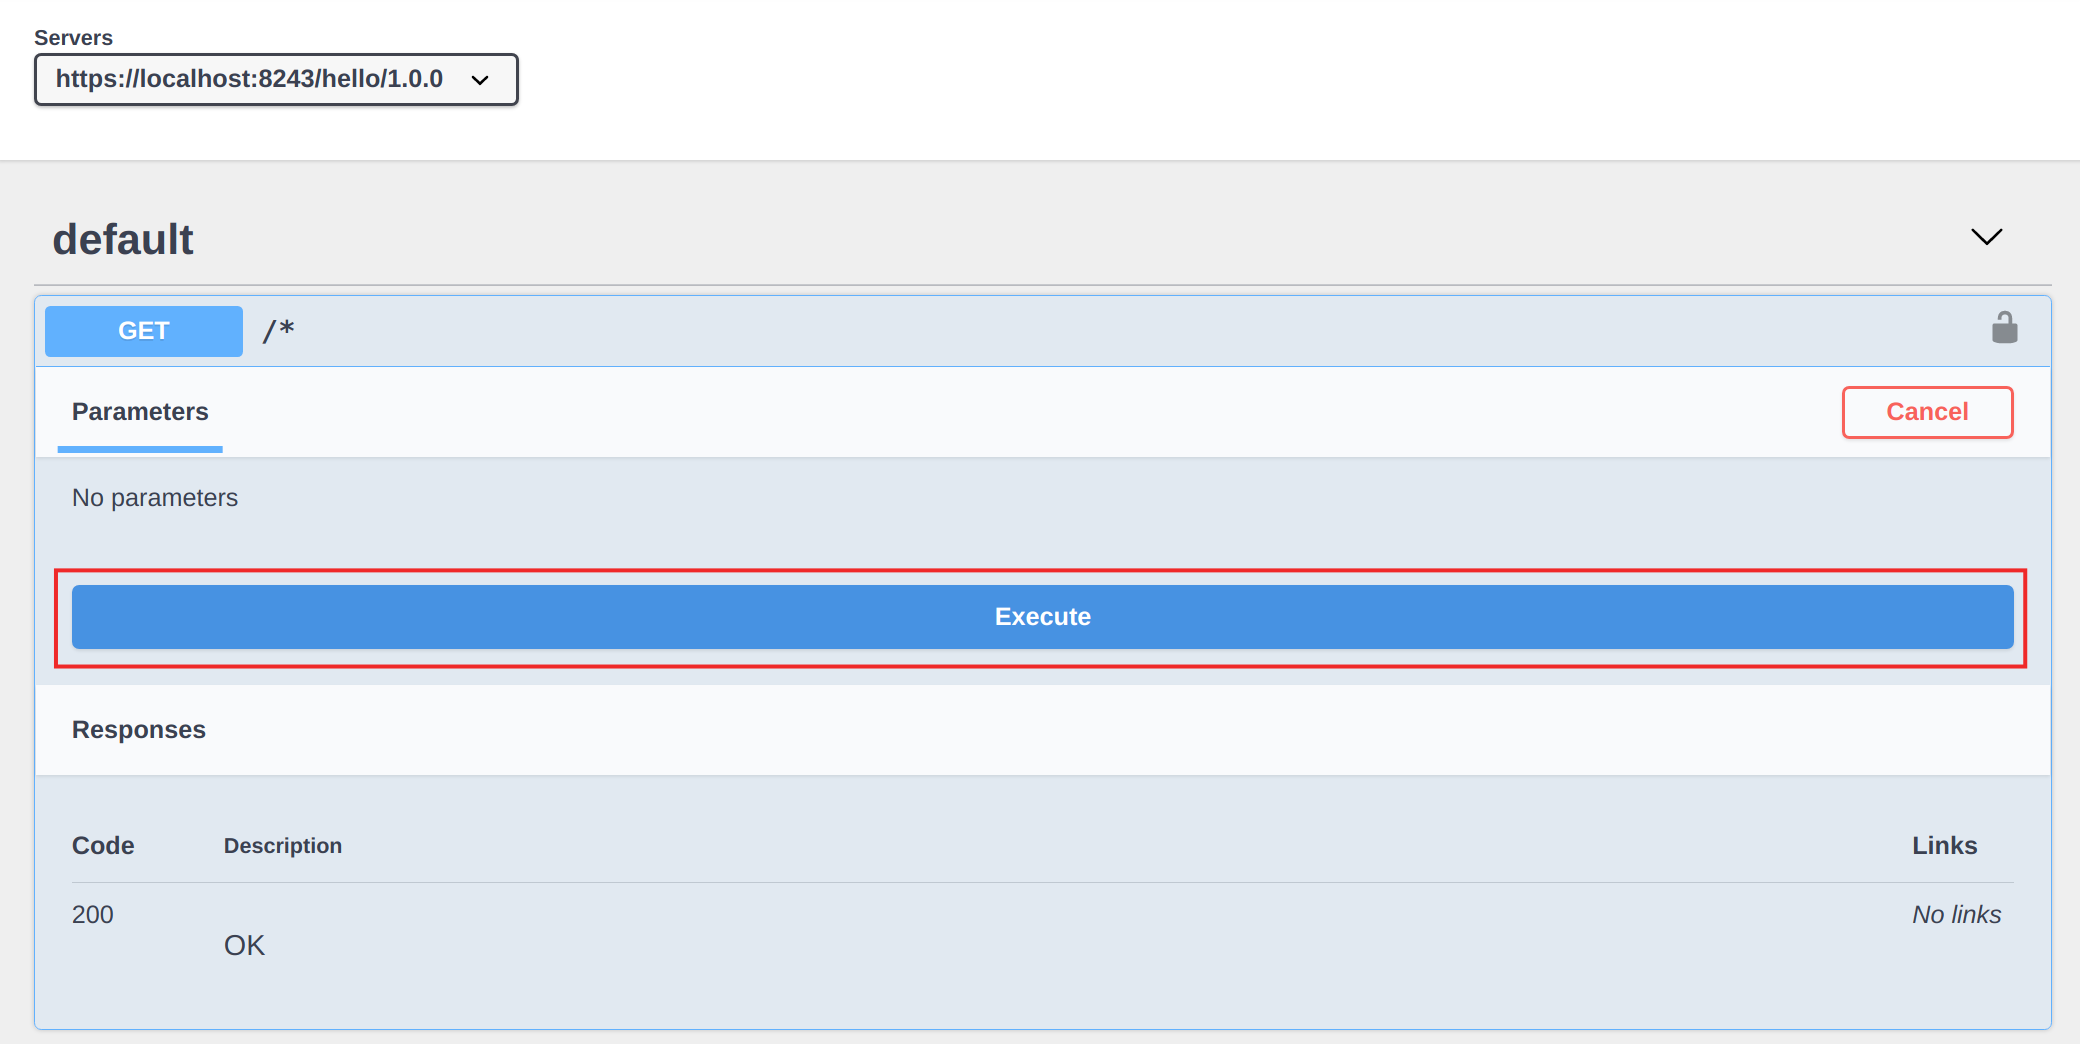 Servers
https://localhost:8243/hello/1.0.0
default
GET /*
Parameters
Cancel
No parameters
Execute
Responses
Code Description Links
200 No links
OK